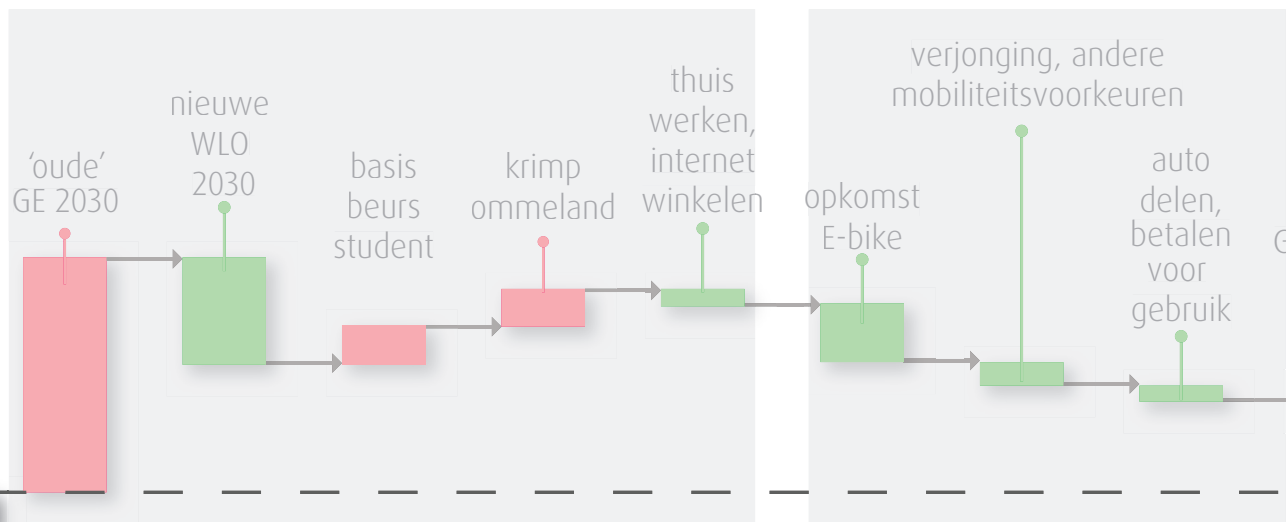 'oude'
GE 2030
nieuwe
WLO
2030
basis
beurs
student
krimp
ommeland
thuis
werken,
internet
winkelen
opkomst
E-bike
verjonging, andere
mobiliteitsvoorkeuren
auto
delen,
betalen
voor
gebruik